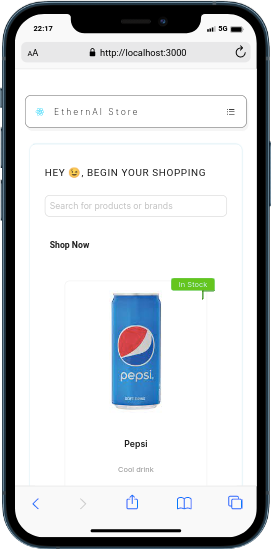 22:17
5G
AA
http://localhost:3000
EthernAI Store
HEY 😉, BEGIN YOUR SHOPPING
Search for products or brands
Shop Now
In Stock
pepsi.
Pepsi
Cool drink